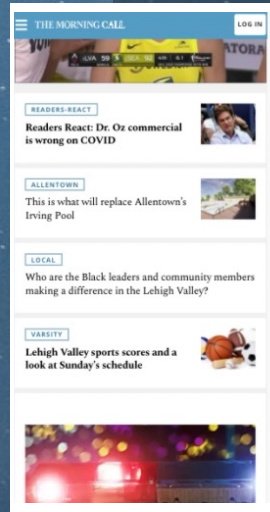 THE MORNING CALL
LOG IN
LVA 59
92
READERS-REACT
Readers React: Dr. Oz commercial
is wrong on COVID
ALLENTOWN
This is what will replace Allentown's
Irving Pool
LOCAL
Who are the Black leaders and community members
making a difference in the Lehigh Valley?
VARSITY
Lehigh Valley sports scores and a
look at Sunday's schedule